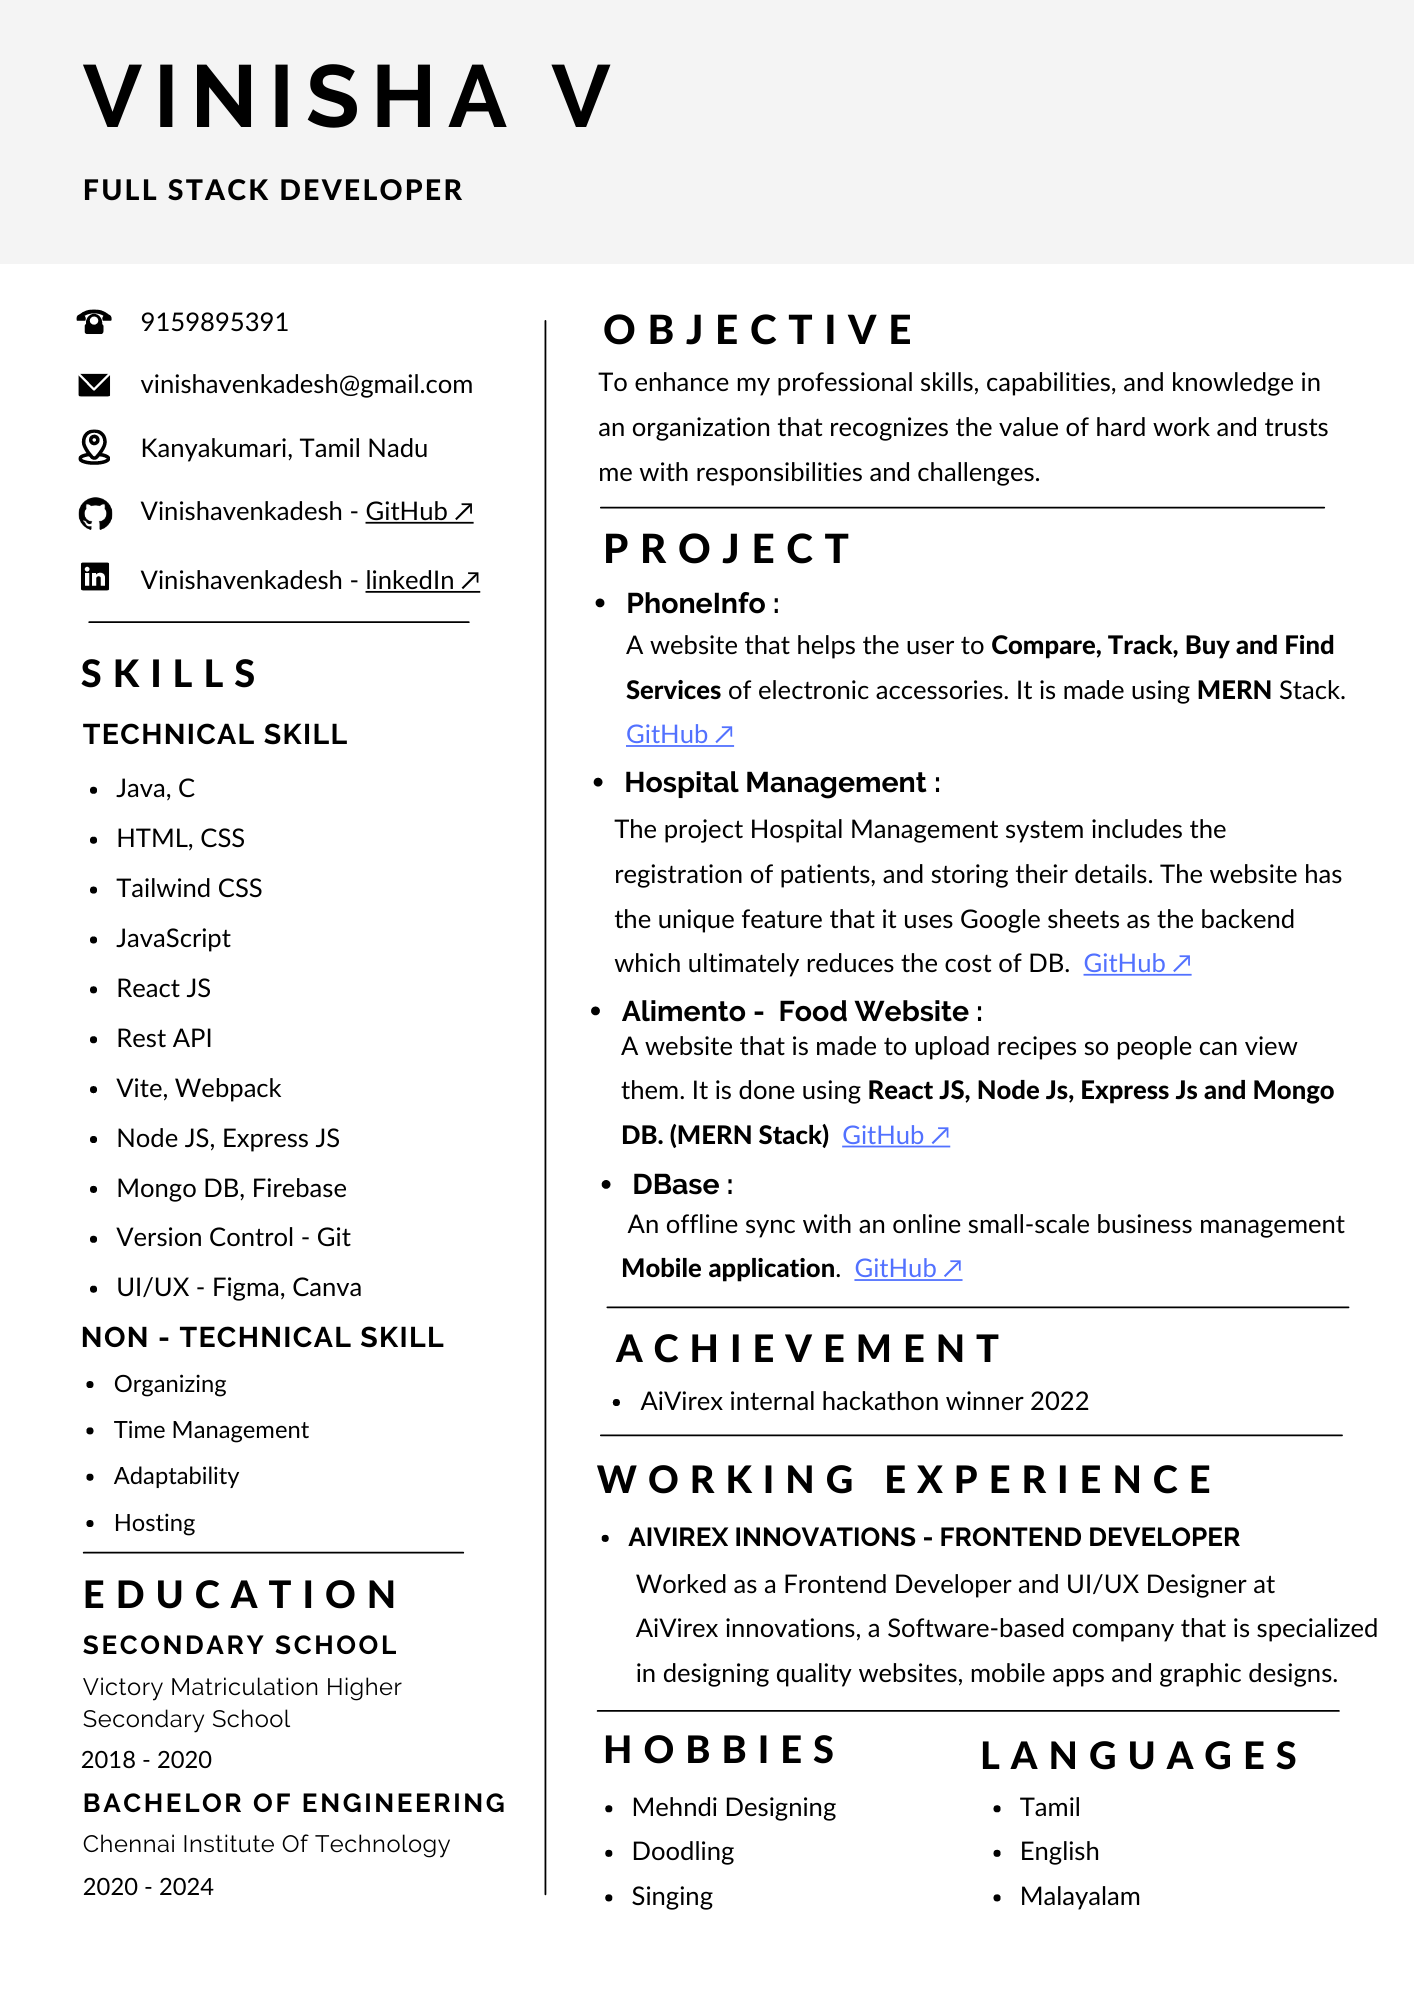 VINISHA V
FULL STACK DEVELOPER
9159895391
vinishavenkadesh@gmail.com
Kanyakumari, Tamil Nadu
Vinishavenkadesh - GitHub ↗
Vinishavenkadesh - linkedIn ↗
SKILLS
TECHNICAL SKILL
• Java, C
• HTML, CSS
• Tailwind CSS
• JavaScript
• React JS
• Rest API
• Vite, Webpack
• Node JS, Express JS
• Mongo DB, Firebase
• Version Control - Git
• UI/UX - Figma, Canva
NON - TECHNICAL SKILL
• Organizing
• Time Management
• Adaptability
• Hosting
EDUCATION
SECONDARY SCHOOL
Victory Matriculation Higher
Secondary School
2018 - 2020
BACHELOR OF ENGINEERING
Chennai Institute Of Technology
2020 - 2024
OBJECTIVE
To enhance my professional skills, capabilities, and knowledge in
an organization that recognizes the value of hard work and trusts
me with responsibilities and challenges.
PROJECT
• PhoneInfo :
A website that helps the user to Compare, Track, Buy and Find
Services of electronic accessories. It is made using MERN Stack.
GitHub ↗
• Hospital Management :
The project Hospital Management system includes the
registration of patients, and storing their details. The website has
the unique feature that it uses Google sheets as the backend
which ultimately reduces the cost of DB. GitHub ↗
• Alimento - Food Website :
A website that is made to upload recipes so people can view
them. It is done using React JS, Node Js, Express Js and Mongo
DB. (MERN Stack) GitHub ↗
• DBase :
An offline sync with an online small-scale business management
Mobile application. GitHub ↗
ACHIEVEMENT
• AiVirex internal hackathon winner 2022
WORKING EXPERIENCE
• AIVIREX INNOVATIONS - FRONTEND DEVELOPER
Worked as a Frontend Developer and UI/UX Designer at
AiVirex innovations, a Software-based company that is specialized
in designing quality websites, mobile apps and graphic designs.
HOBBIES
• Mehndi Designing
• Doodling
• Singing
LANGUAGES
• Tamil
• English
• Malayalam